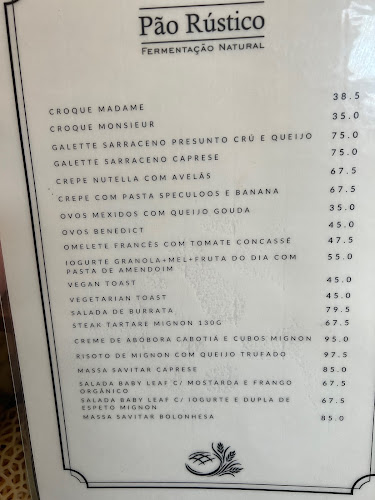 Pão Rústico
Fermentação Natural
CROQUE MADAME 38.5
CROQUE MONSIEUR 35.0
GALETTE SARRACENO PRESUNTO CRÚ E QUEIJO 75.0
GALETTE SARRACENO CAPRESE 75.0
CREPE NUTELLA COM AVELÃS 67.5
CREPE COM PASTA SPECULOOS E BANANA 67.5
OVOS MEXIDOS COM QUEIJO GOUDA 35.0
OVOS BENEDICT 45.0
OMELETE FRANCÊS COM TOMATE CONCASSÉ 47.5
IOGURTE GRANOLA+MEL+FRUTA DO DIA COM 55.0
PASTA DE AMENDOIM
VEGAN TOAST 45.0
VEGETARIAN TOAST 45.0
SALADA DE BURRATA 79.5
STEAK TARTARE MIGNON 130G 67.5
CREME DE ABÓBORA CABOTIÁ E CUBOS MIGNON 95.0
RISOTO DE MIGNON COM QUEIJO TRUFADO 97.5
MASSA SAVITAR CAPRESE 85.0
SALADA BABY LEAF C/ MOSTARDA E FRANGO 67.5
ORGÂNICO
SALADA BABY LEAF C/ IOGURTE E DUPLA DE 67.5
ESPETO MIGNON
MASSA SAVITAR BOLONHESA 85.0